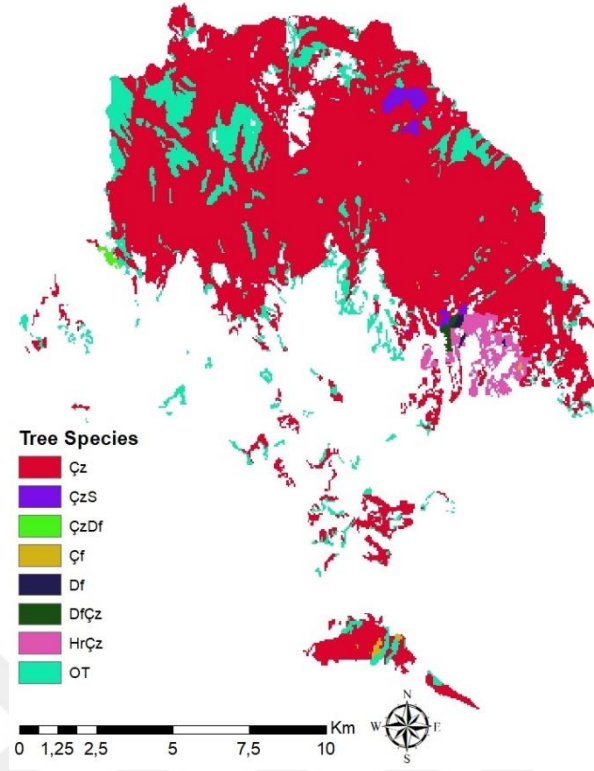 Tree Species
Çz
ÇzS
ÇzDf
Çf
Df
DfÇz
HrÇz
OT
N
W E
S
Km
0 1,25 2,5 5 7,5 10